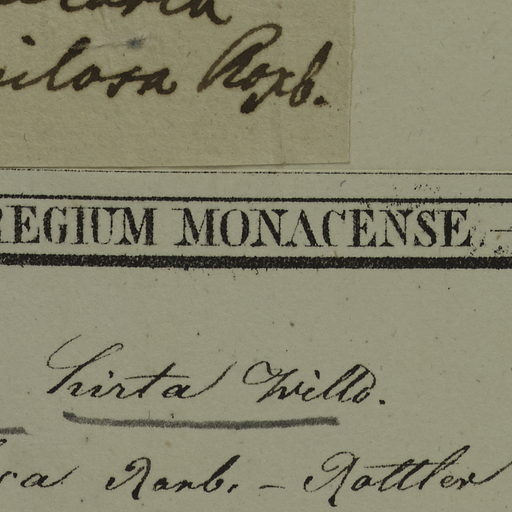 pilosa Roxb.
REGIUM MONACENSE
hirta Willd.
Roxb. – Rottler